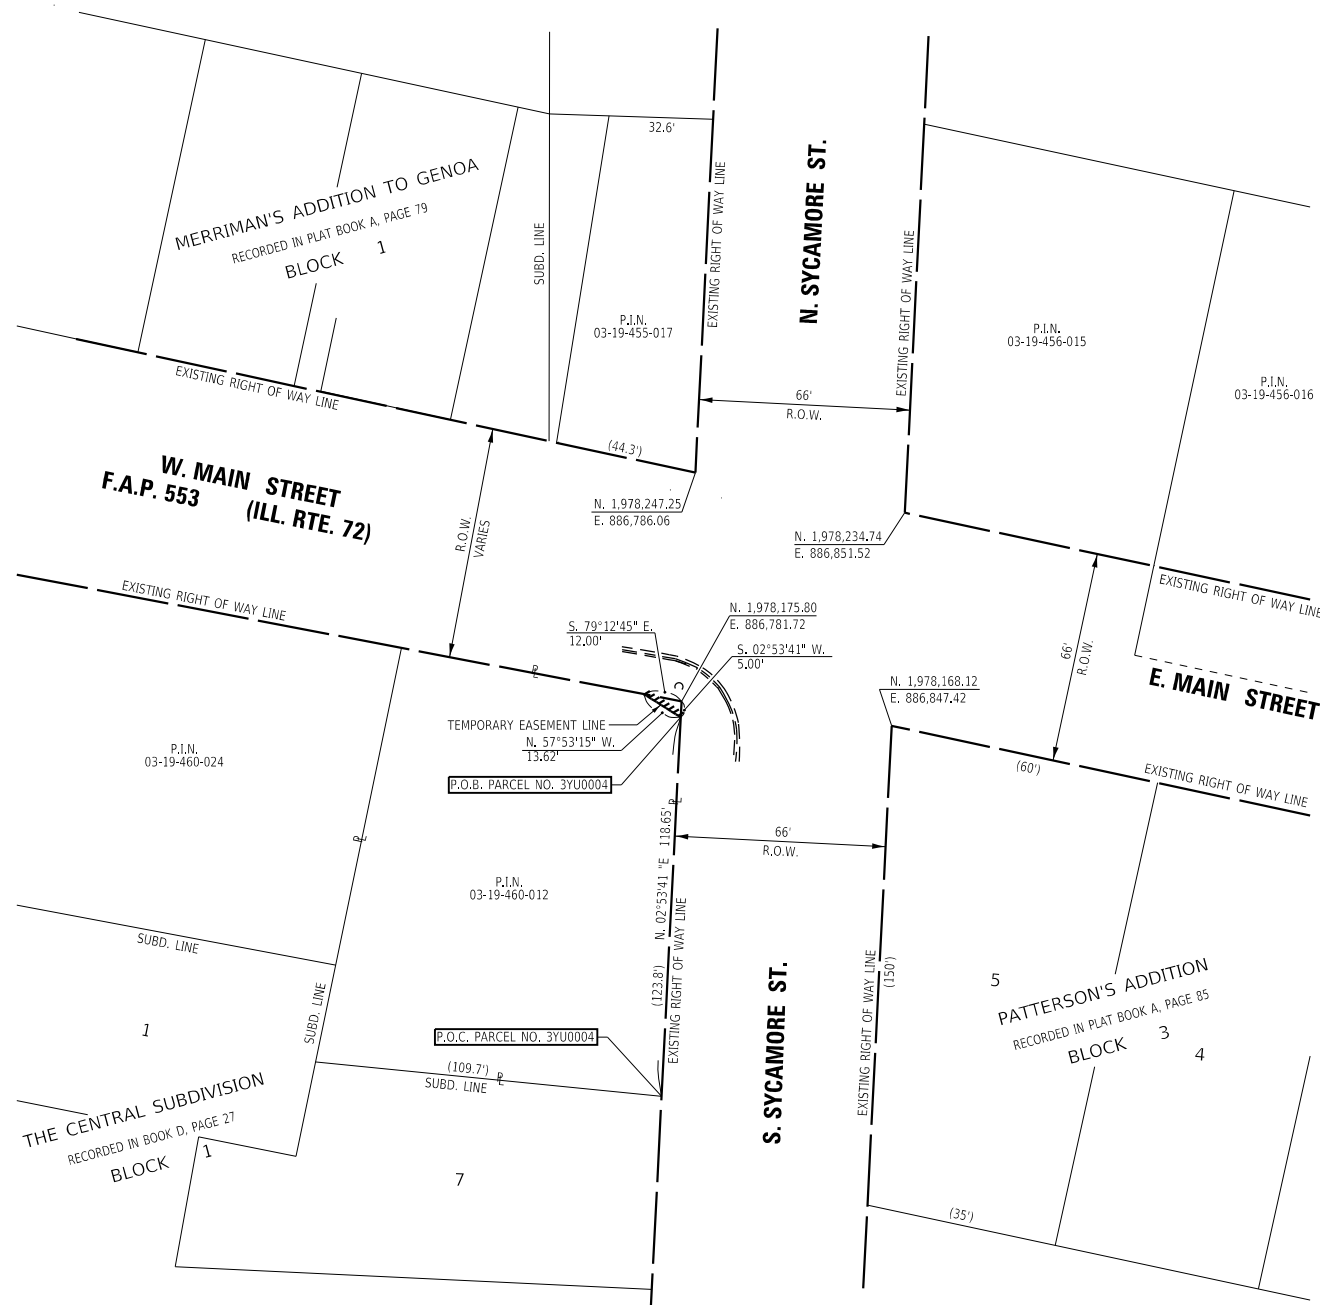 32.6'
MERRIMAN'S ADDITION TO GENOA
RECORDED IN PLAT BOOK A, PAGE 79
BLOCK 1
SUBD. LINE
EXISTING RIGHT OF WAY LINE
N. SYCAMORE ST.
EXISTING RIGHT OF WAY LINE
P.I.N.
03-19-455-017
P.I.N.
03-19-456-015
P.I.N.
03-19-456-016
EXISTING RIGHT OF WAY LINE
66'
R.O.W.
(44.3')
W. MAIN STREET
F.A.P. 553 (ILL. RTE. 72)
R.O.W.
VARIES
N. 1,978,247.25
E. 886,786.06
N. 1,978,234.74
E. 886,851.52
EXISTING RIGHT OF WAY LINE
EXISTING RIGHT OF WAY LINE
N. 1,978,175.80
E. 886,781.72
S. 79°12'45" E.
12.00'
S. 02°53'41" W.
5.00'
66'
R.O.W.
E. MAIN STREET
N. 1,978,168.12
E. 886,847.42
PL
C
TEMPORARY EASEMENT LINE
N. 57°53'15" W.
13.62'
P.O.B. PARCEL NO. 3YU0004
P.I.N.
03-19-460-024
(60')
EXISTING RIGHT OF WAY LINE
PL
PL
66'
R.O.W.
N. 02°53'41 "E 118.65'
P.I.N.
03-19-460-012
EXISTING RIGHT OF WAY LINE
(123.8')
SUBD. LINE
SUBD. LINE
S. SYCAMORE ST.
EXISTING RIGHT OF WAY LINE
(150')
5
PATTERSON'S ADDITION
RECORDED IN PLAT BOOK A, PAGE 85
BLOCK 3
4
1
P.O.C. PARCEL NO. 3YU0004
(109.7')
PL
SUBD. LINE
THE CENTRAL SUBDIVISION
RECORDED IN BOOK D, PAGE 27
BLOCK 1
7
(35')